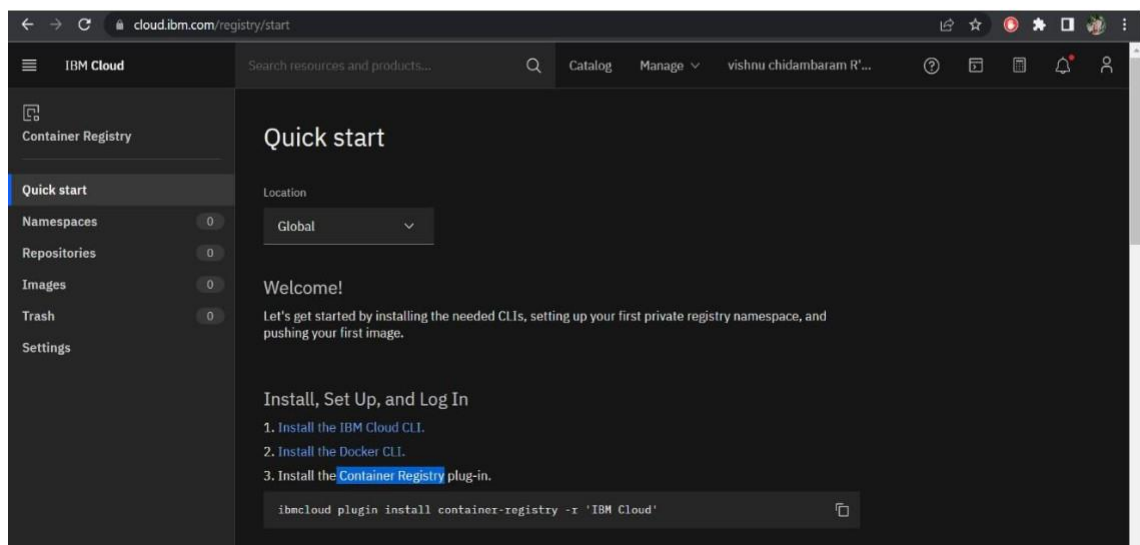 cloud.ibm.com/registry/start
IBM Cloud
Search resources and products...
Catalog
Manage
vishnu chidambaram R'...
Container Registry
Quick start
Namespaces 0
Repositories 0
Images 0
Trash 0
Settings
Quick start
Location
Global
Welcome!
Let's get started by installing the needed CLIs, setting up your first private registry namespace, and
pushing your first image.
Install, Set Up, and Log In
1. Install the IBM Cloud CLI.
2. Install the Docker CLI.
3. Install the Container Registry plug-in.
ibmcloud plugin install container-registry -r 'IBM Cloud'